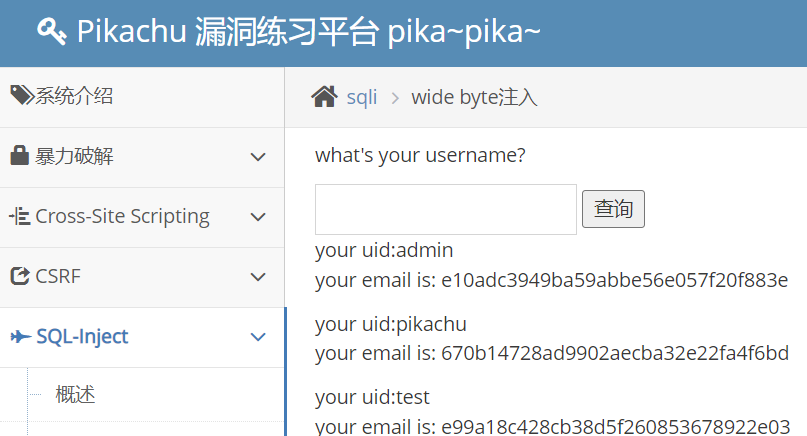 Pikachu 漏洞练习平台 pika~pika~
系统介绍
暴力破解
Cross-Site Scripting
CSRF
SQL-Inject
概述
sqli > wide byte注入
what's your username?
查询
your uid:admin
your email is: e10adc3949ba59abbe56e057f20f883e
your uid:pikachu
your email is: 670b14728ad9902aecba32e22fa4f6bd
your uid:test
your email is: e99a18c428cb38d5f260853678922e03